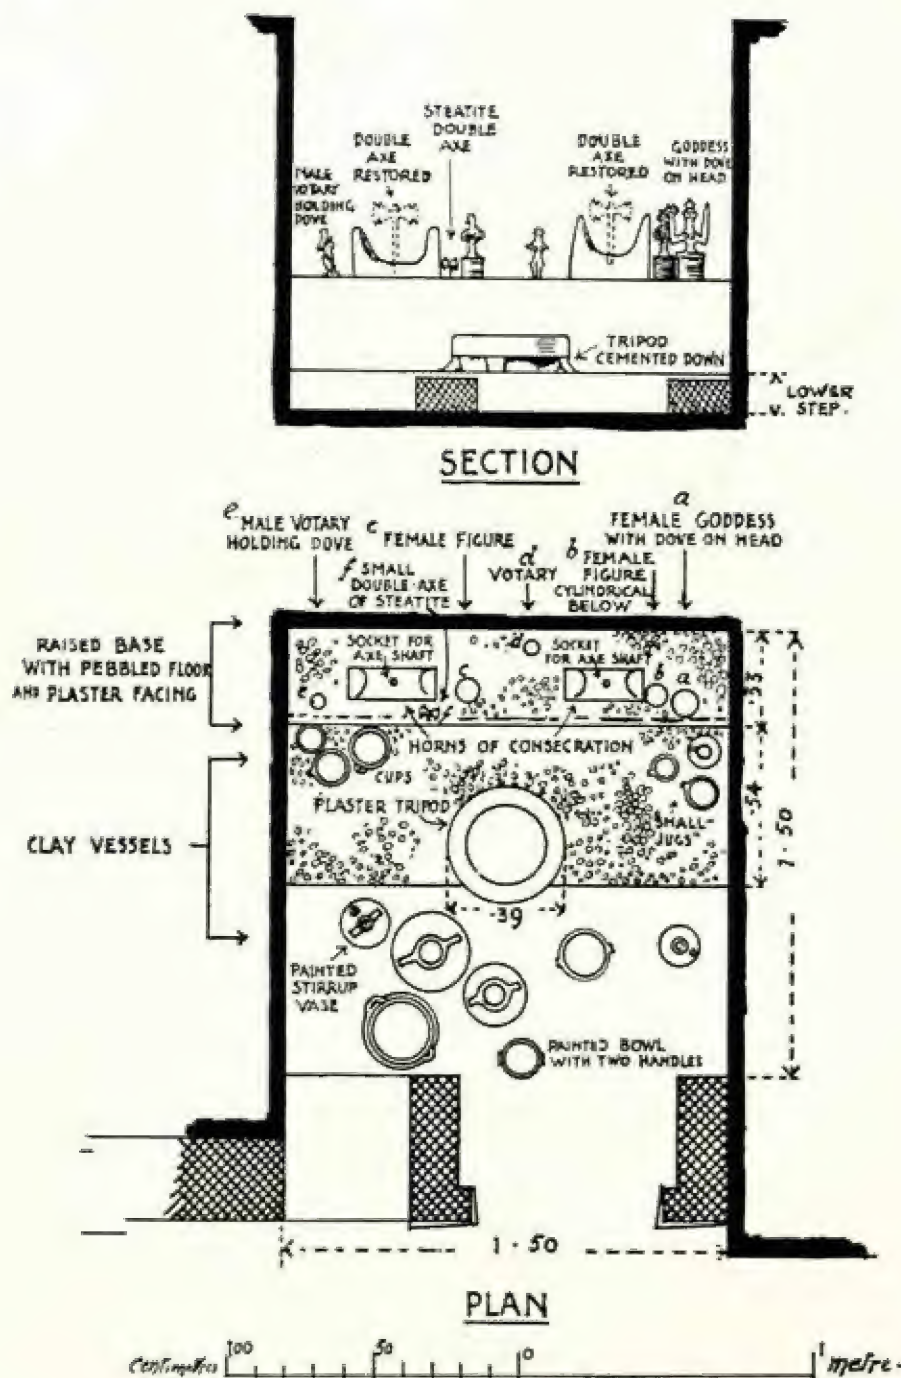 STEATITE
DOUBLE
AXE
DOUBLE
AXE
RESTORED
DOUBLE
AXE
RESTORED
GODDESS
WITH DOVE
ON HEAD
MALE
VOTARY
HOLDING
DOVE
TRIPOD
CEMENTED DOWN
LOWER
STEP.
SECTION
e MALE VOTARY
HOLDING DOVE
c FEMALE FIGURE
f SMALL
DOUBLE-AXE
OF STEATITE
d
VOTARY
b FEMALE
FIGURE
CYLINDRICAL
BELOW
a
FEMALE GODDESS
WITH DOVE ON HEAD
RAISED BASE
WITH PEBBLED FLOOR
AND PLASTER FACING
SOCKET FOR
AXE SHAFT
SOCKET
FOR AXE SHAFT
e
c
d
b
a
f
HORNS OF CONSECRATION
CUPS
PLASTER TRIPOD
SMALL
JUGS
CLAY VESSELS
.54
1.50
.39
PAINTED
STIRRUP
VASE
PAINTED BOWL
WITH TWO HANDLES
1.50
PLAN
Centimetres 100 50 0 1 metre.